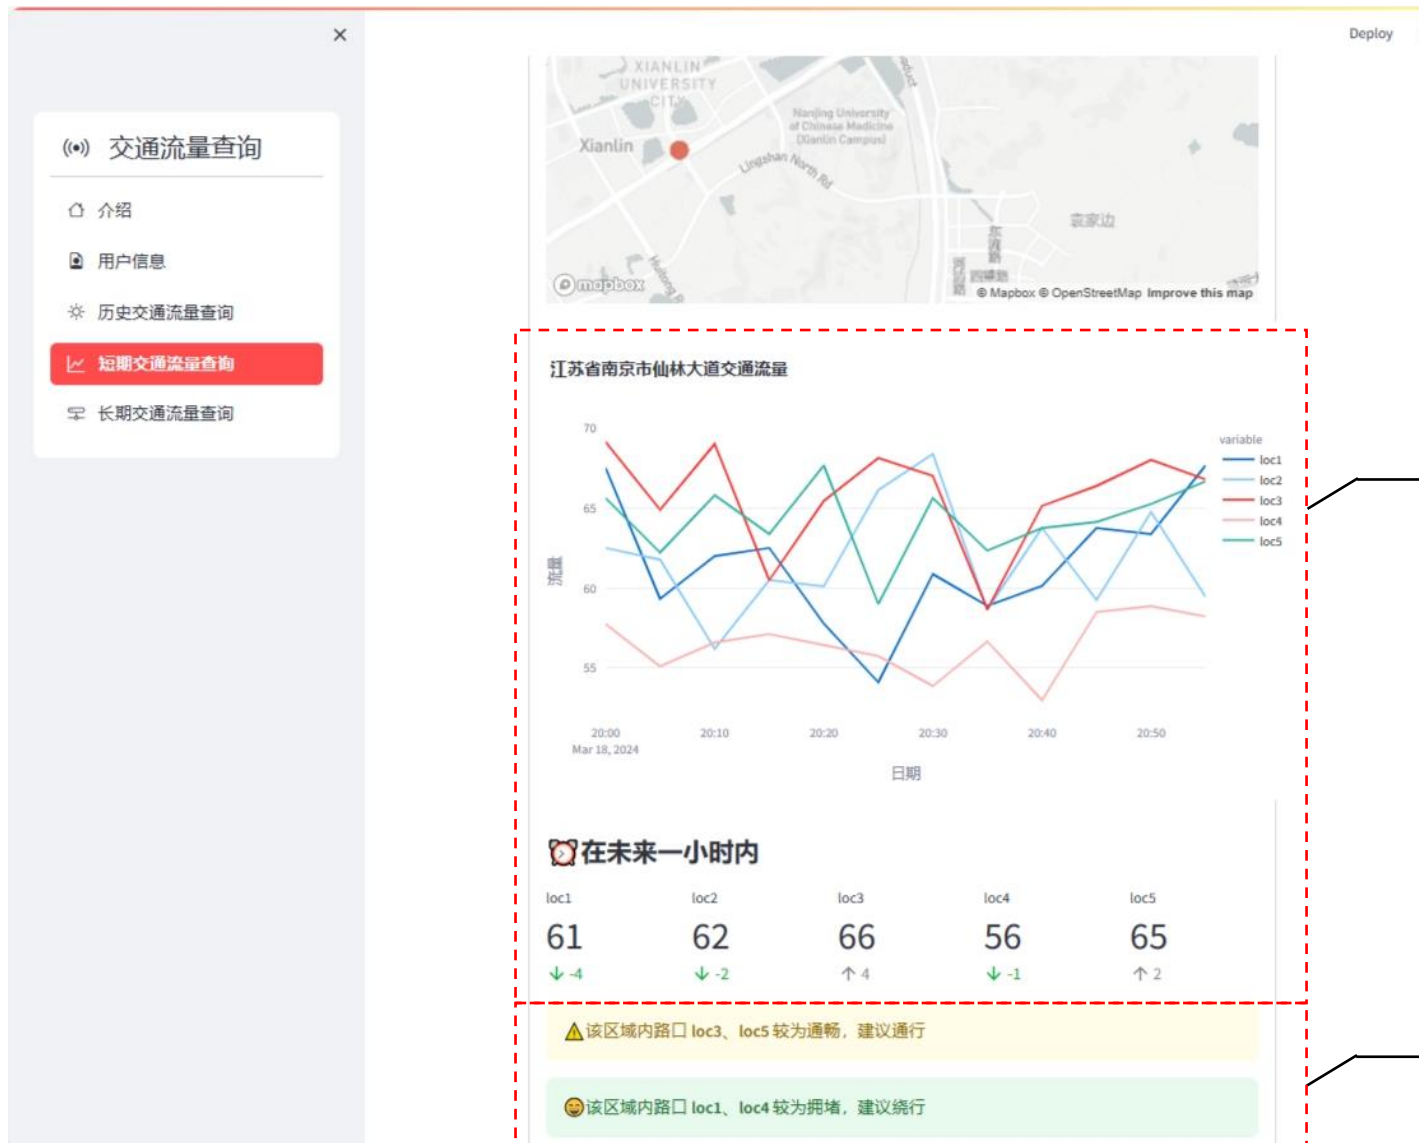 Deploy
交通流量查询
介绍
用户信息
历史交通流量查询
短期交通流量查询
长期交通流量查询
XIANLIN
UNIVERSITY
CITY
Nanjing University
of Chinese Medicine
(Xianlin Campus)
Xianlin
Lingshan North Rd
袁家边
Huitong R
mapbox
© Mapbox © OpenStreetMap Improve this map
江苏省南京市仙林大道交通流量
70
65
60
55
流量
variable
loc1
loc2
loc3
loc4
loc5
20:00 20:10 20:20 20:30 20:40 20:50
Mar 18, 2024
日期
在未来一小时内
loc1 loc2 loc3 loc4 loc5
61 62 66 56 65
-4 -2 4 -1 2
该区域内路口 loc3、loc5 较为通畅，建议通行
该区域内路口 loc1、loc4 较为拥堵，建议绕行